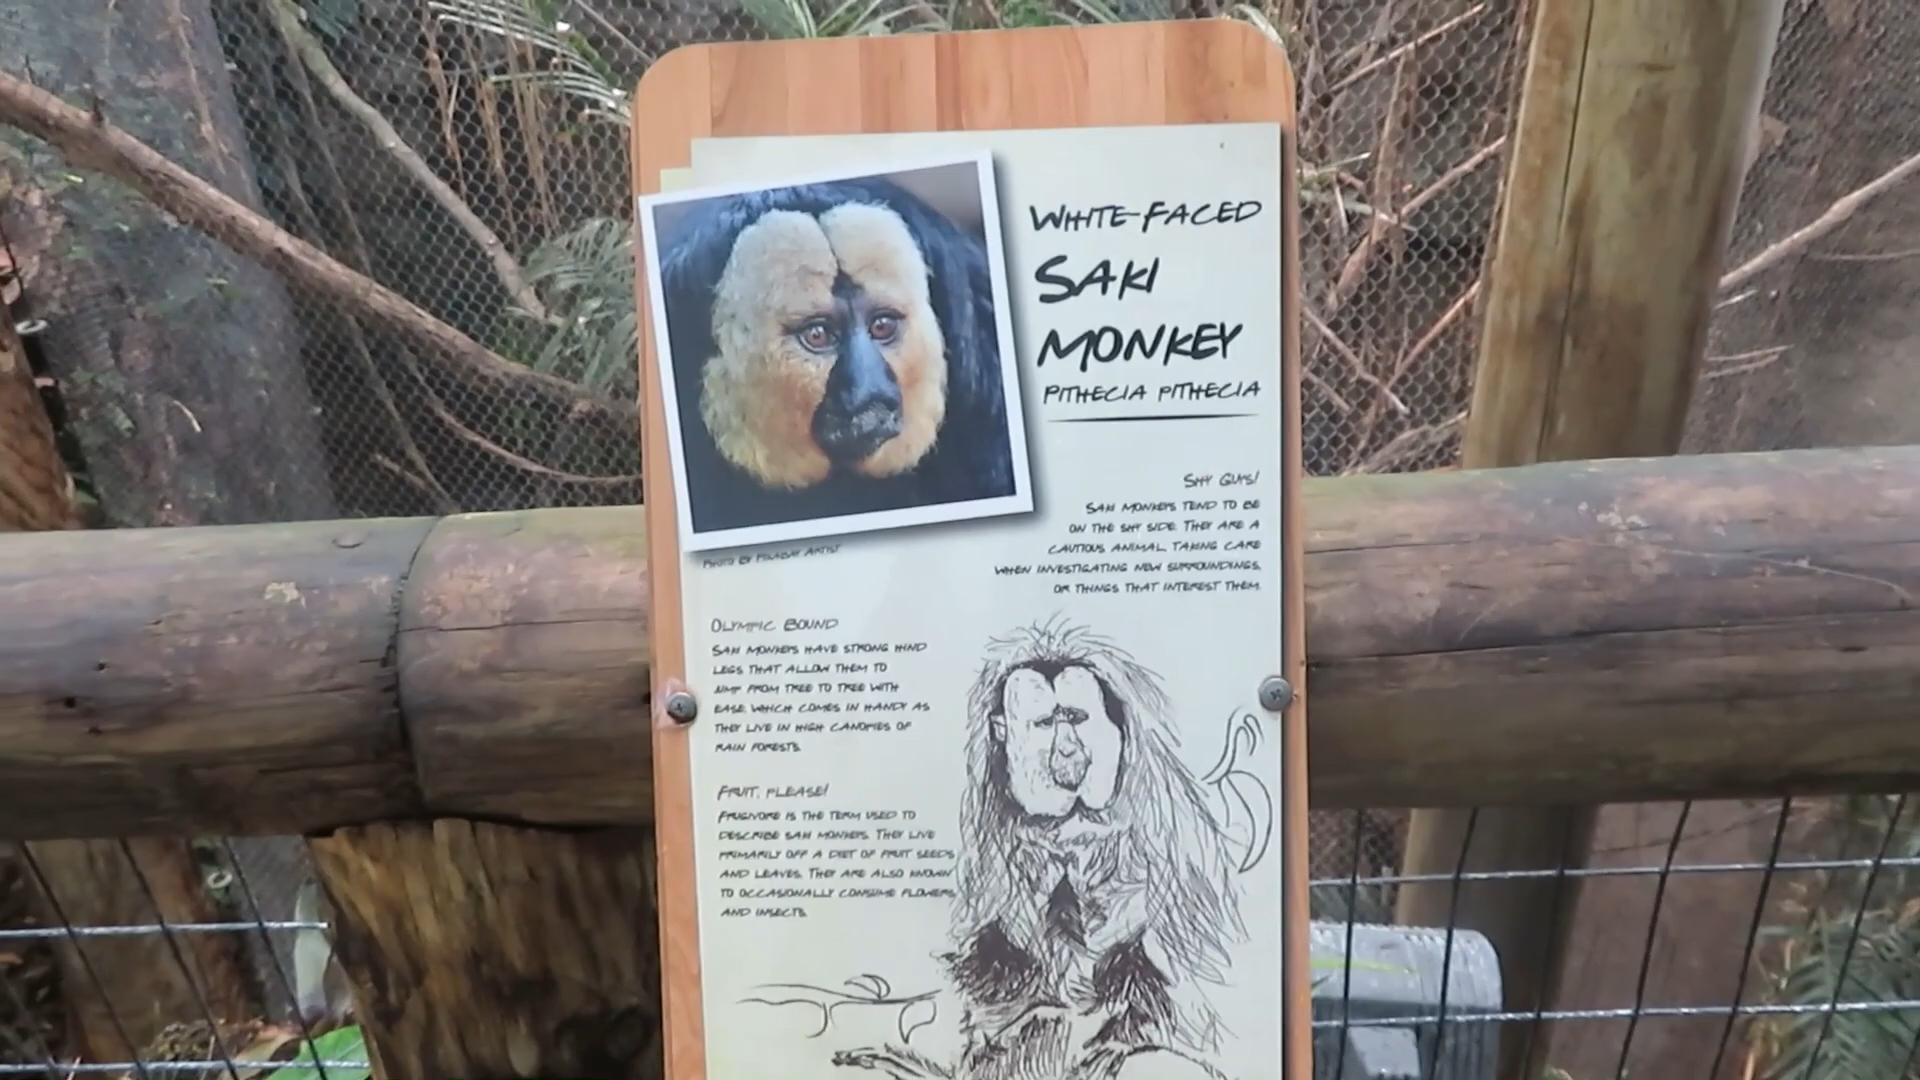 WHITE-FACED
SAKI
MONKEY
PITHECIA PITHECIA
SHY GUYS!
SAKI MONKEYS TEND TO BE
ON THE SHY SIDE. THEY ARE A
CAUTIOUS ANIMAL, TAKING CARE
WHEN INVESTIGATING NEW SURROUNDINGS,
OR THINGS THAT INTEREST THEM.
PHOTO BY PIXABAY ARTIST
OLYMPIC BOUND
SAKI MONKEYS HAVE STRONG HIND
LEGS THAT ALLOW THEM TO
JUMP FROM TREE TO TREE WITH
EASE, WHICH COMES IN HANDY AS
THEY LIVE IN HIGH CANOPIES OF
RAIN FORESTS.
FRUIT, PLEASE!
FRUGIVORE IS THE TERM USED TO
DESCRIBE SAKI MONKEYS. THEY LIVE
PRIMARILY OFF A DIET OF FRUIT SEEDS
AND LEAVES. THEY ARE ALSO KNOWN
TO OCCASIONALLY CONSUME FLOWERS
AND INSECTS.